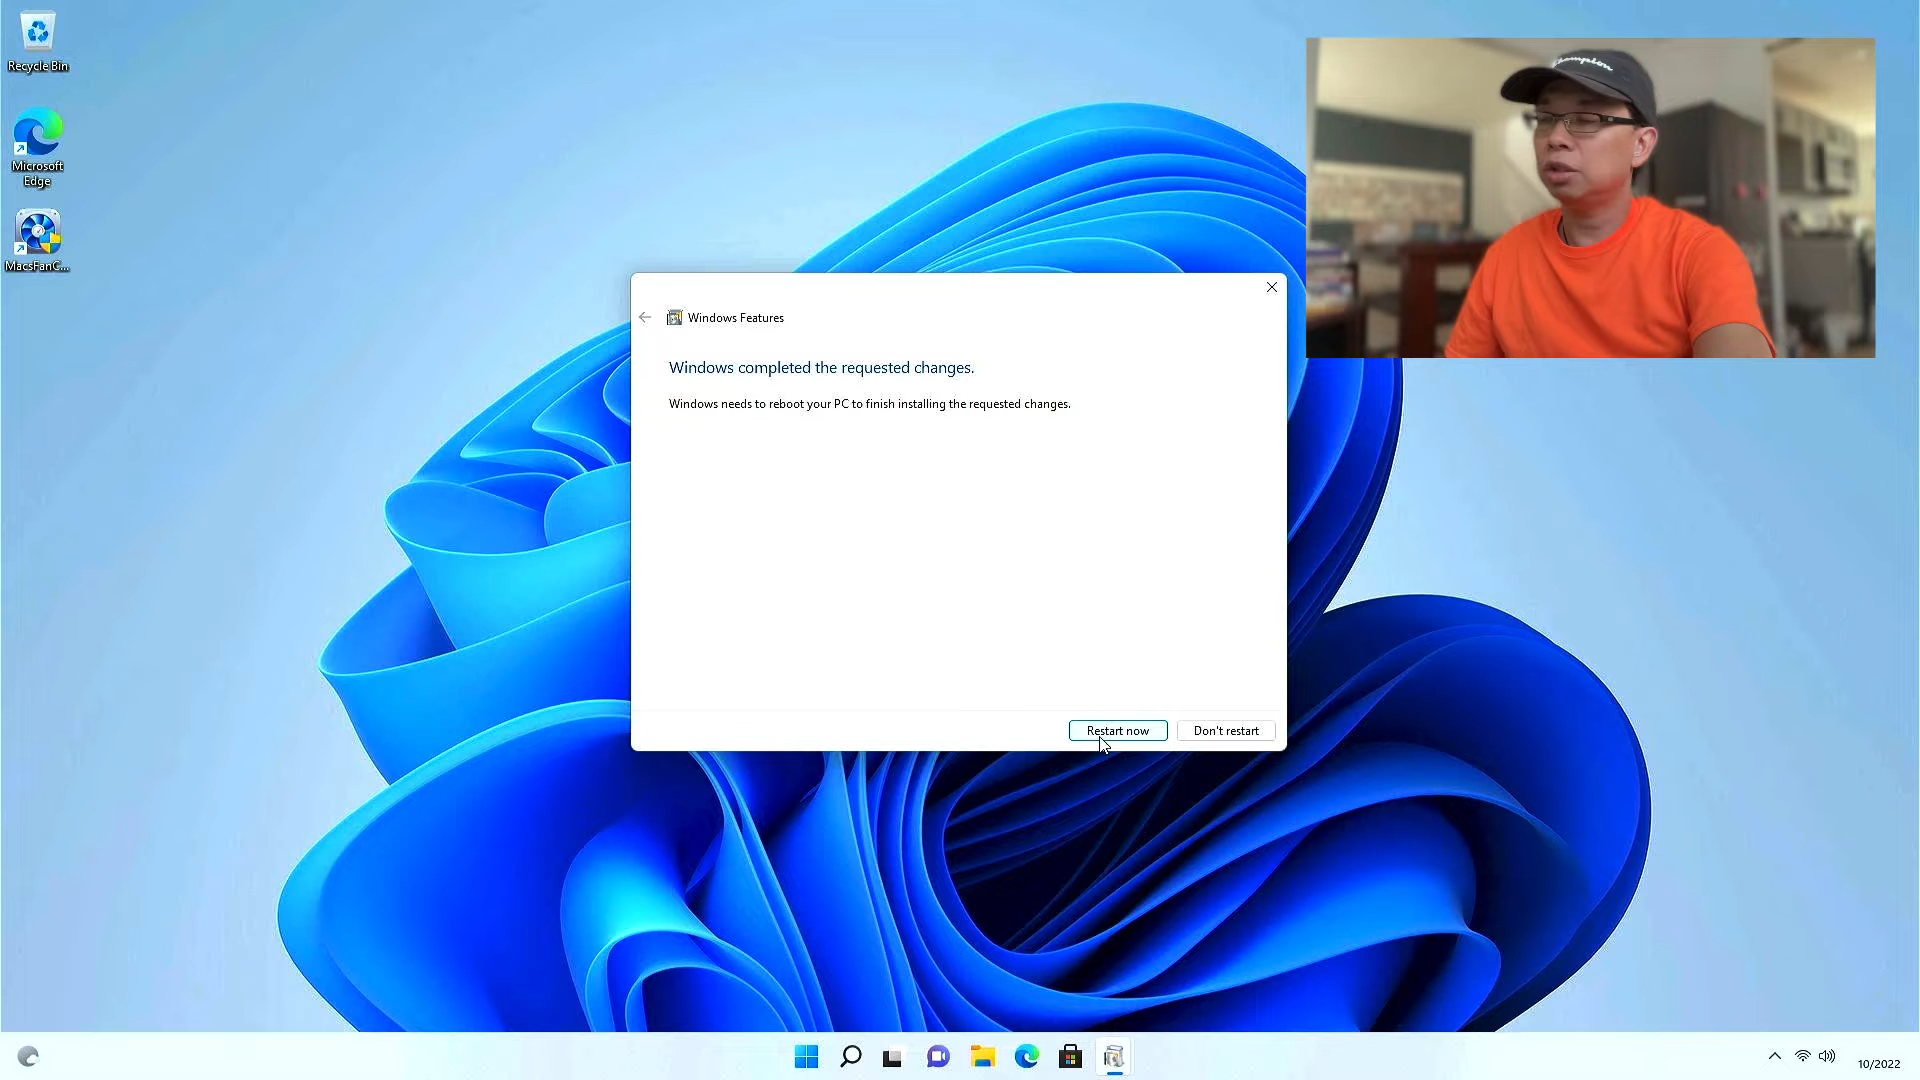 Recycle Bin
Microsoft
Edge
MacsFanC...
Champion
Windows Features
Windows completed the requested changes.
Windows needs to reboot your PC to finish installing the requested changes.
Restart now
Don't restart
10/2022